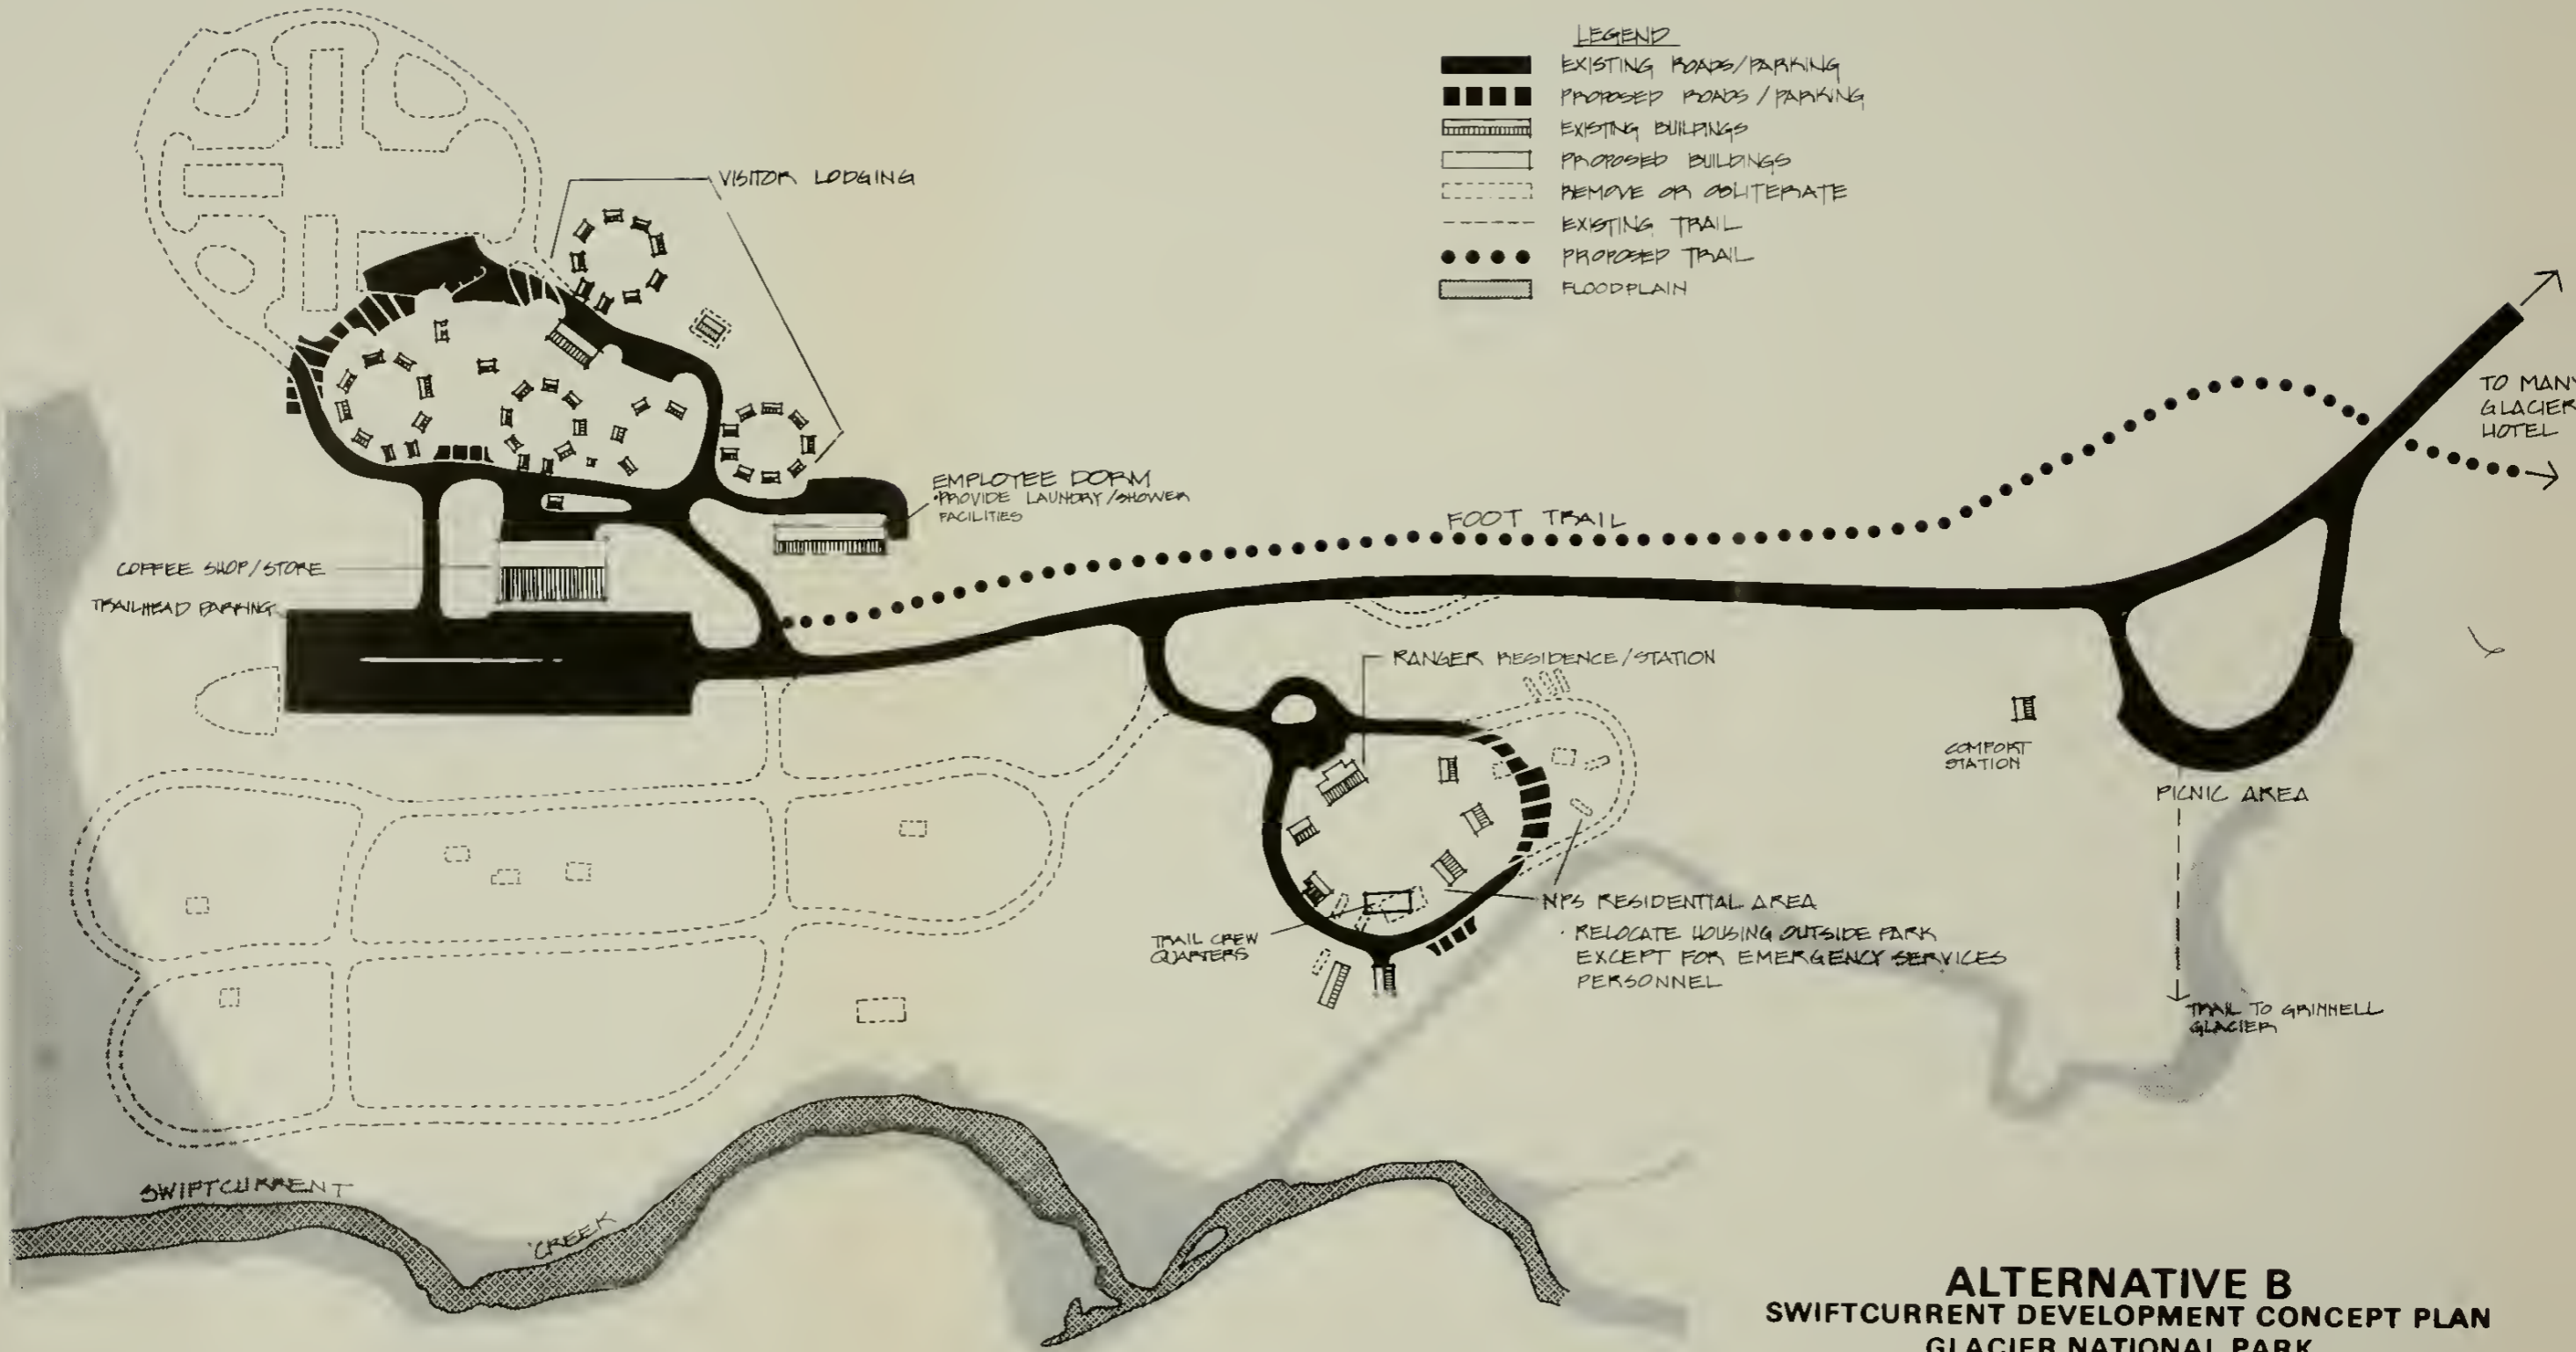 LEGEND
EXISTING ROADS/PARKING
PROPOSED ROADS/PARKING
EXISTING BUILDINGS
PROPOSED BUILDINGS
REMOVE OR OBLITERATE
EXISTING TRAIL
PROPOSED TRAIL
FLOODPLAIN
VISITOR LODGING
TO MANY
GLACIER
HOTEL
EMPLOYEE DORM
•PROVIDE LAUNDRY/SHOWER
FACILITIES
FOOT TRAIL
COFFEE SHOP/STORE
TRAILHEAD PARKING
RANGER RESIDENCE/STATION
COMFORT
STATION
PICNIC AREA
NPS RESIDENTIAL AREA
· RELOCATE HOUSING OUTSIDE PARK
EXCEPT FOR EMERGENCY SERVICES
PERSONNEL
TRAIL CREW
QUARTERS
TRAIL TO GRINNELL
GLACIER
SWIFTCURRENT
CREEK
ALTERNATIVE B
SWIFTCURRENT DEVELOPMENT CONCEPT PLAN
GLACIER NATIONAL PARK